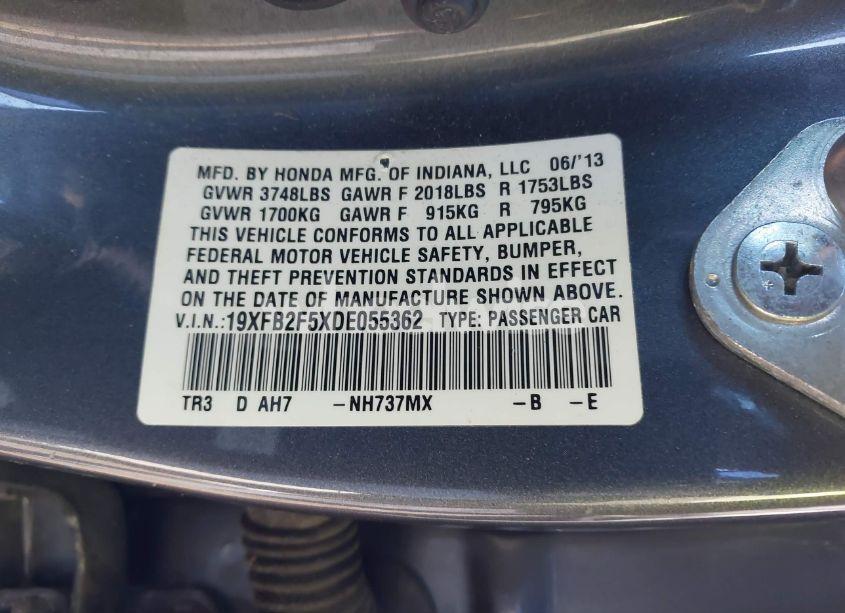 MFD. BY HONDA MFG. OF INDIANA, LLC 06/'13
GVWR 3748LBS GAWR F 2018LBS R 1753LBS
GVWR 1700KG GAWR F 915KG R 795KG
THIS VEHICLE CONFORMS TO ALL APPLICABLE
FEDERAL MOTOR VEHICLE SAFETY, BUMPER,
AND THEFT PREVENTION STANDARDS IN EFFECT
ON THE DATE OF MANUFACTURE SHOWN ABOVE.
V.I.N.:19XFB2F5XDE055362 TYPE: PASSENGER CAR
TR3 D AH7 -NH737MX -B -E